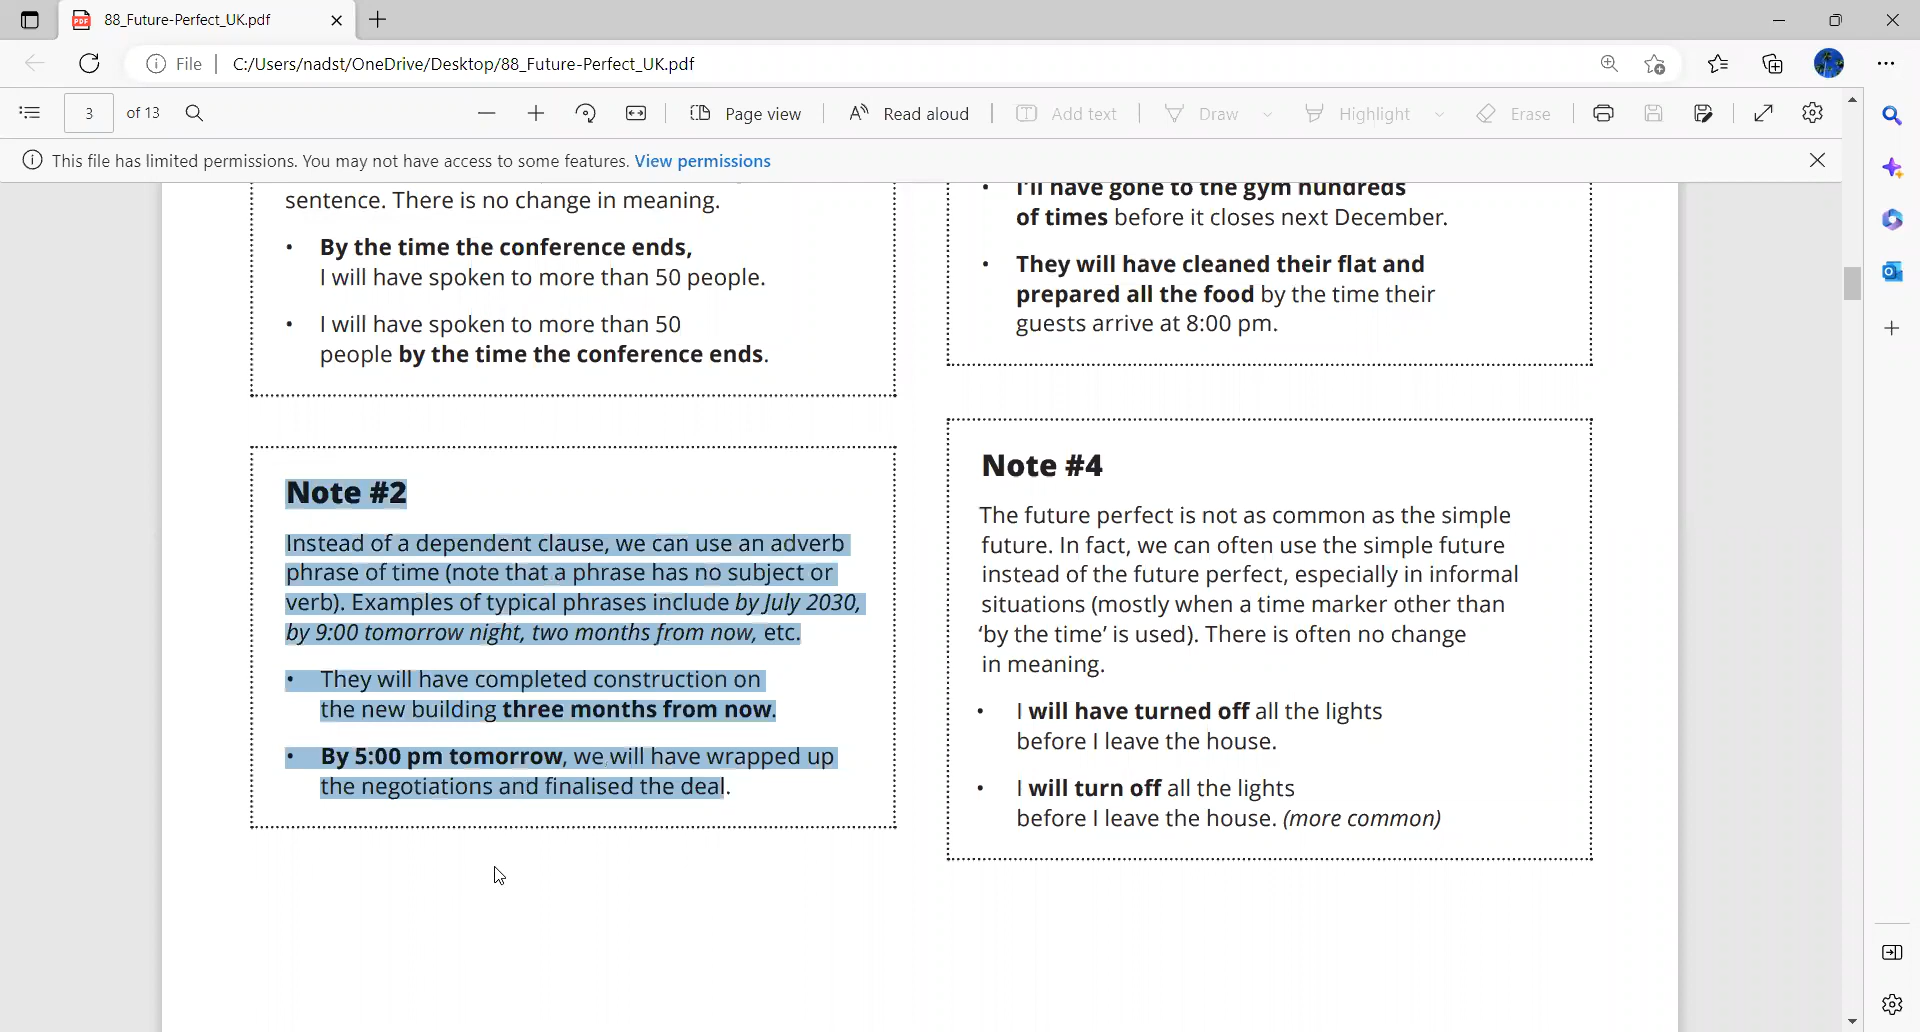 88_Future-Perfect_UK.pdf
File
C:/Users/nadst/OneDrive/Desktop/88_Future-Perfect_UK.pdf
3 of 13
Page view
Read aloud
Add text
Draw
Highlight
Erase
This file has limited permissions. You may not have access to some features. View permissions
sentence. There is no change in meaning.
• By the time the conference ends,
I will have spoken to more than 50 people.
• I will have spoken to more than 50
people by the time the conference ends.
Note #2
Instead of a dependent clause, we can use an adverb
phrase of time (note that a phrase has no subject or
verb). Examples of typical phrases include by July 2030,
by 9:00 tomorrow night, two months from now, etc.
• They will have completed construction on
the new building three months from now.
• By 5:00 pm tomorrow, we will have wrapped up
the negotiations and finalised the deal.
• I'll have gone to the gym hundreds
of times before it closes next December.
• They will have cleaned their flat and
prepared all the food by the time their
guests arrive at 8:00 pm.
Note #4
The future perfect is not as common as the simple
future. In fact, we can often use the simple future
instead of the future perfect, especially in informal
situations (mostly when a time marker other than
‘by the time’ is used). There is often no change
in meaning.
• I will have turned off all the lights
before I leave the house.
• I will turn off all the lights
before I leave the house. (more common)